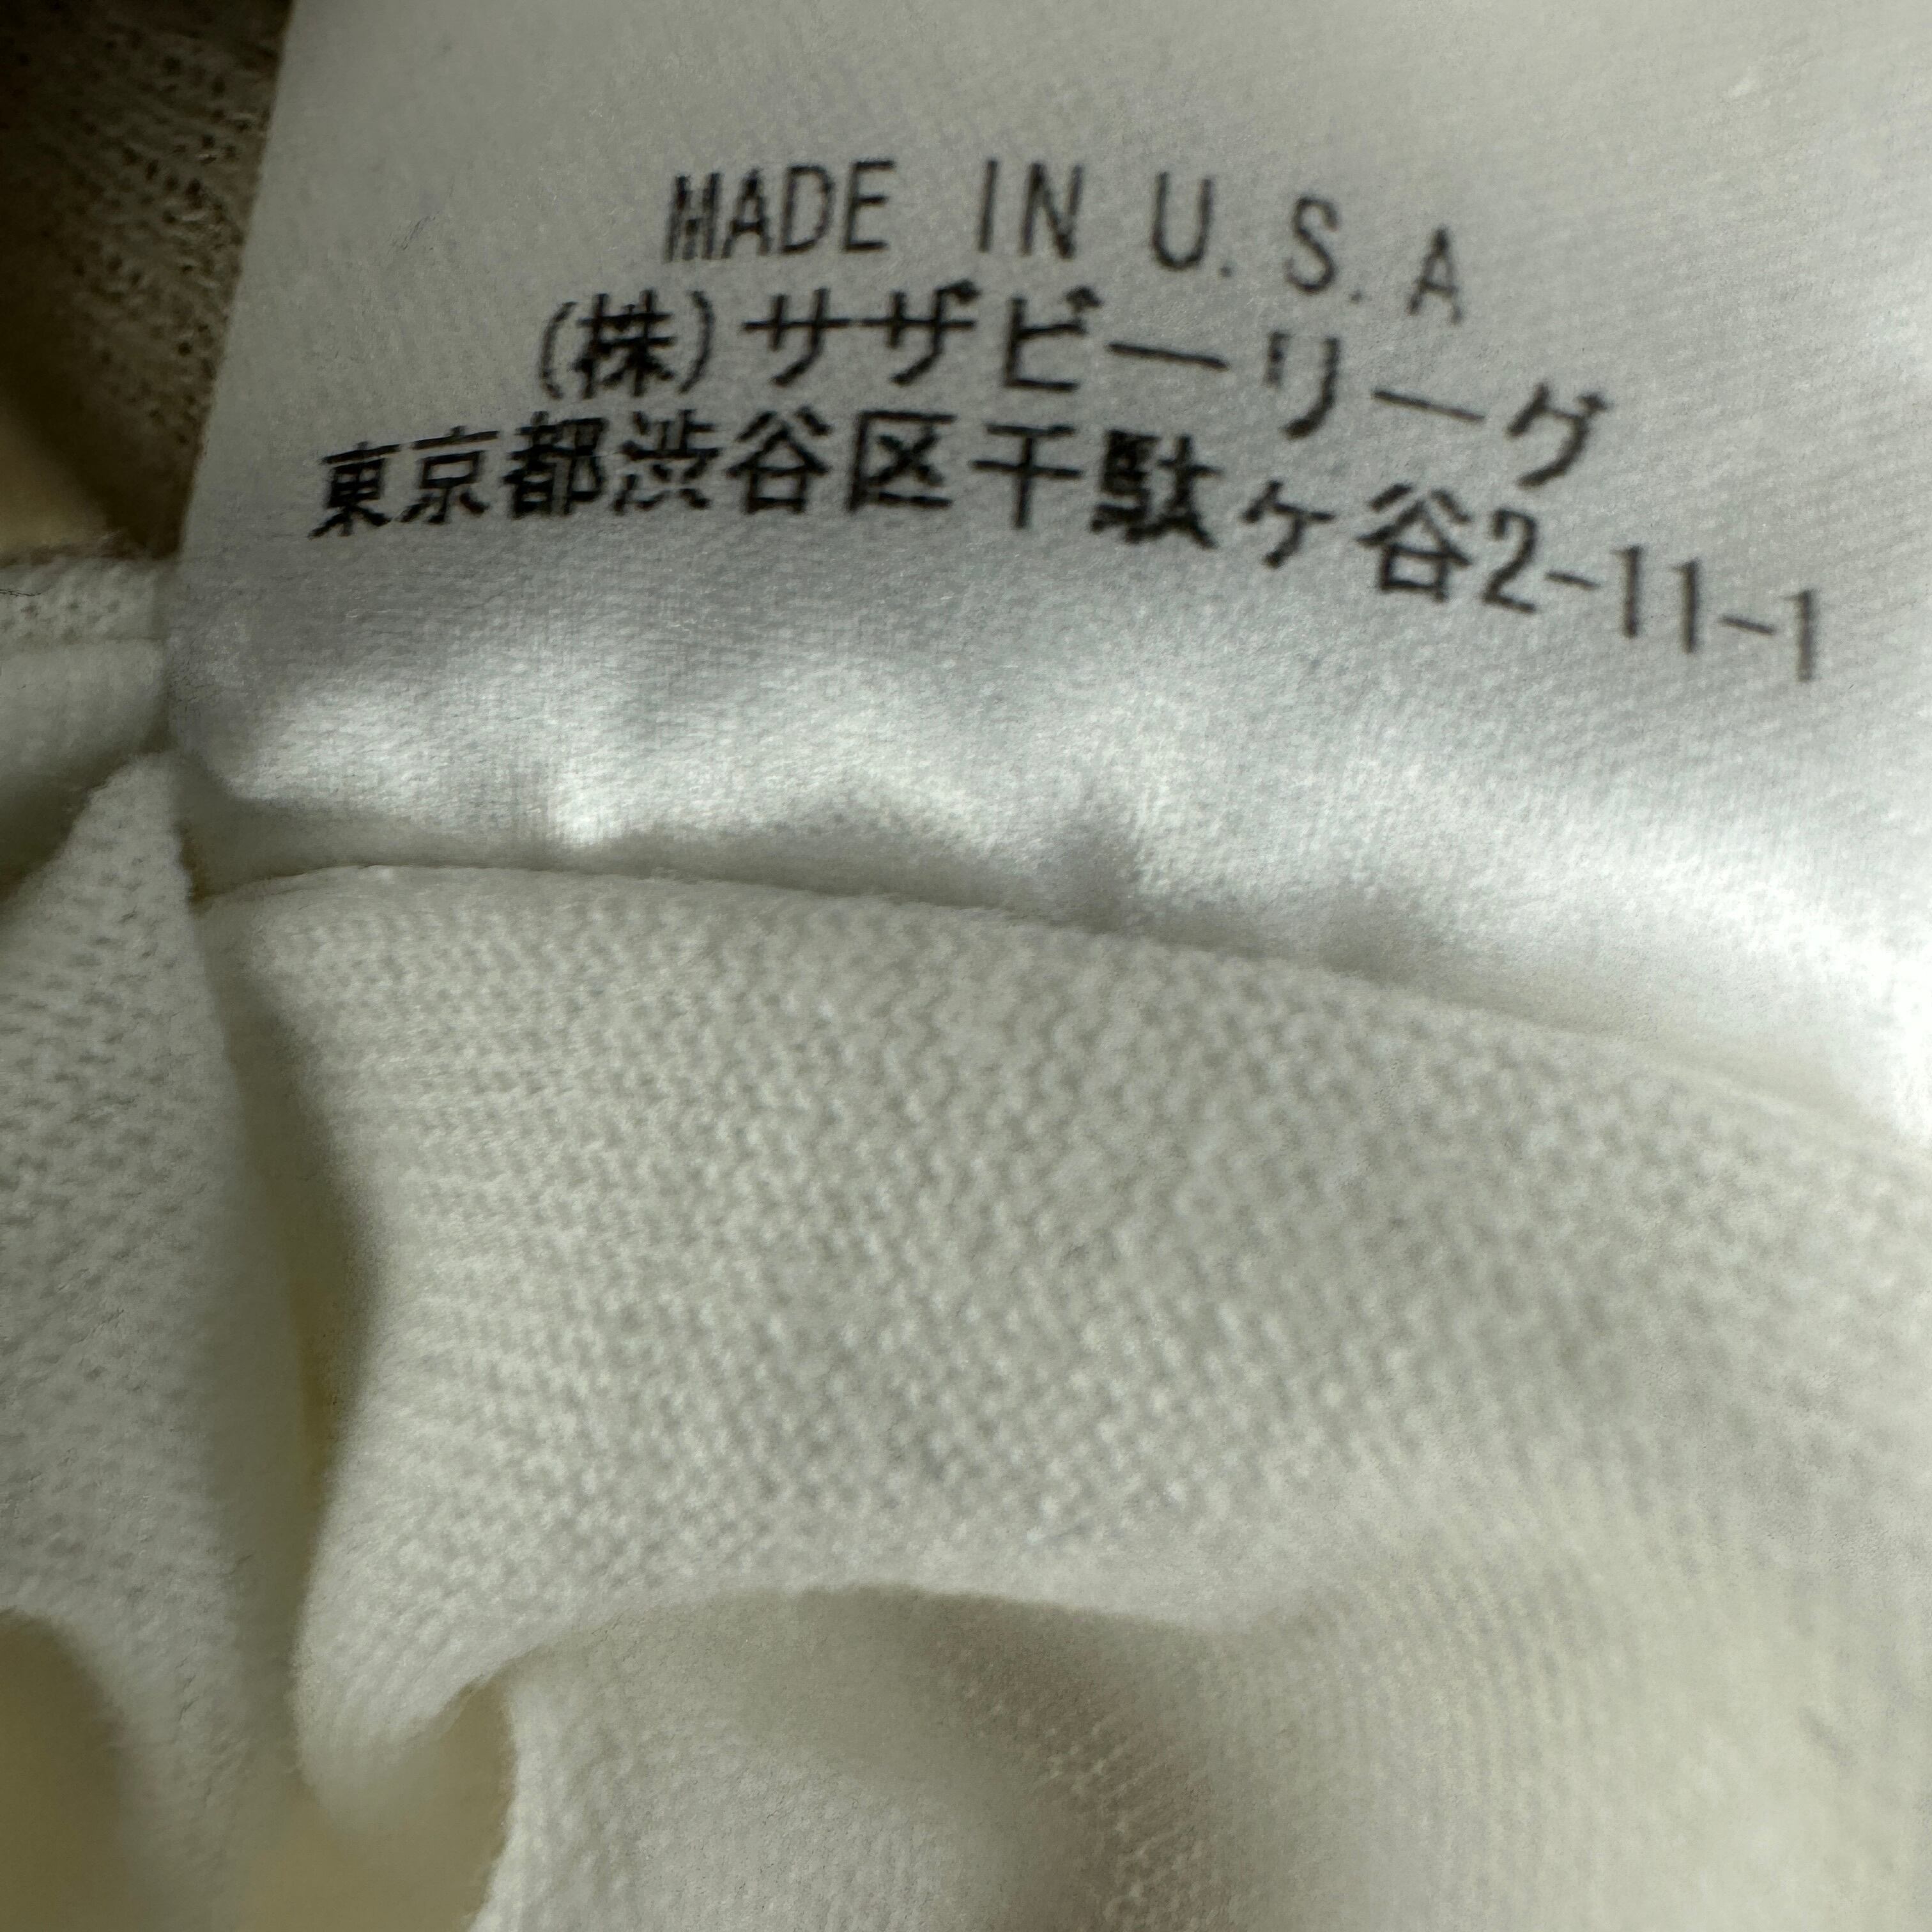 MADE IN U.S.A
(株)サザビーリーグ
東京都渋谷区千駄ケ谷2-11-1